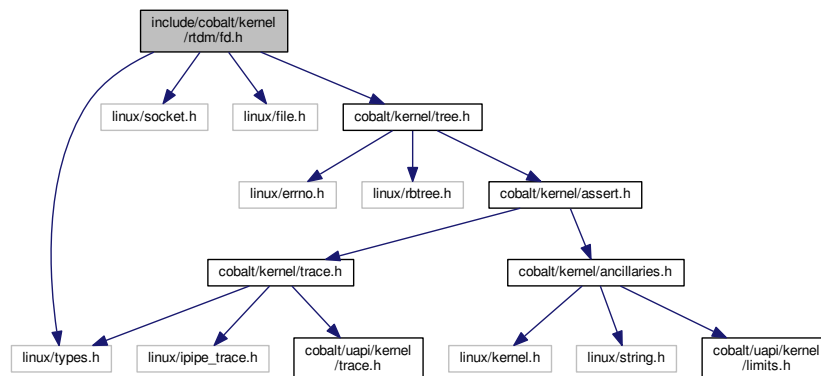 include/cobalt/kernel
/rtdm/fd.h
linux/socket.h
linux/file.h
cobalt/kernel/tree.h
linux/errno.h
linux/rbtree.h
cobalt/kernel/assert.h
cobalt/kernel/trace.h
cobalt/kernel/ancillaries.h
linux/types.h
linux/ipipe_trace.h
cobalt/uapi/kernel
/trace.h
linux/kernel.h
linux/string.h
cobalt/uapi/kernel
/limits.h